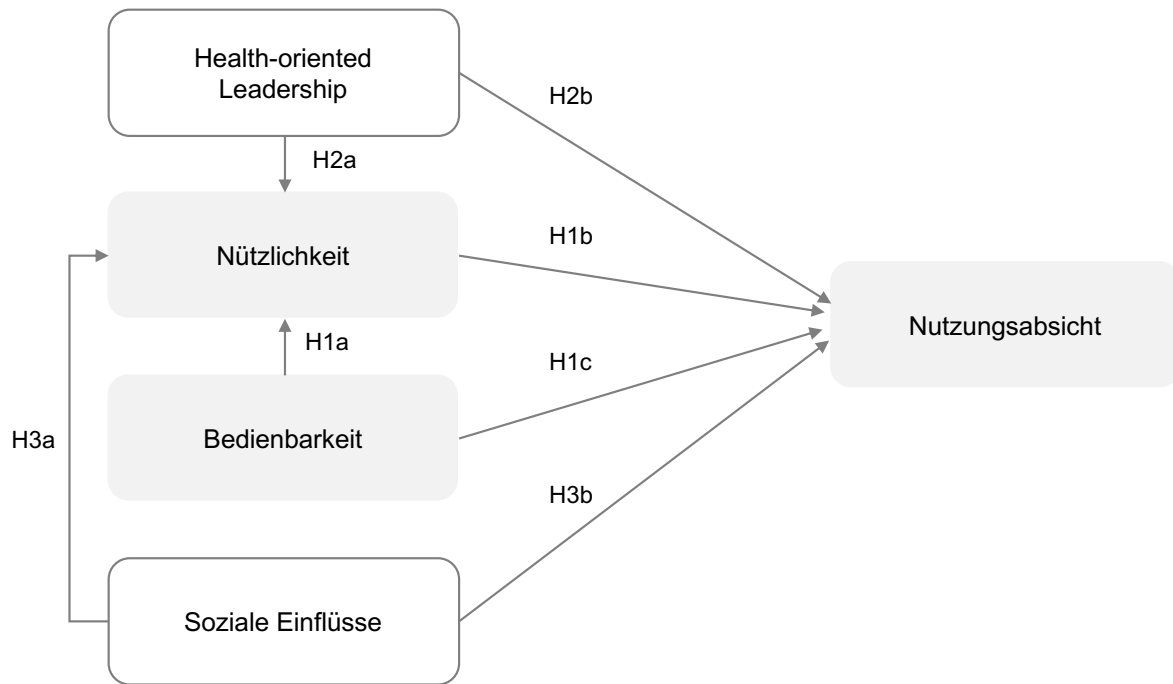 Health-oriented
Leadership
H2b
H2a
Nützlichkeit
H1b
Nutzungsabsicht
H1a
H1c
Bedienbarkeit
H3a
H3b
Soziale Einflüsse